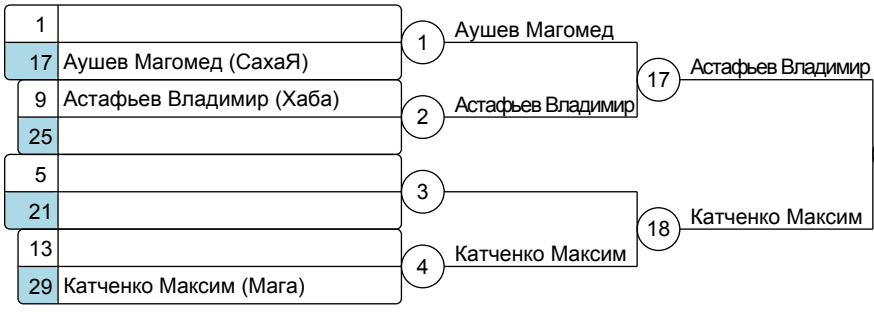 1
17 Аушев Магомед (СахаЯ)
9 Астафьев Владимир (Хаба)
25
5
21
13
29 Катченко Максим (Мага)
1 Аушев Магомед
2 Астафьев Владимир
3
4 Катченко Максим
17 Астафьев Владимир
18 Катченко Максим